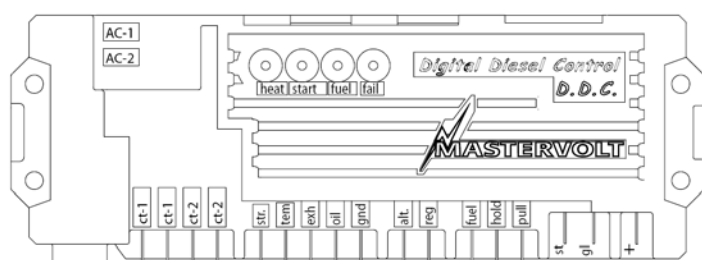 AC-1
AC-2
heat start fuel fail
Digital Diesel Control
D.D.C.
MASTERVOLT
ct-1 ct-1 ct-2 ct-2 str. tem exh oil gnd alt. reg fuel hold pull st gl +